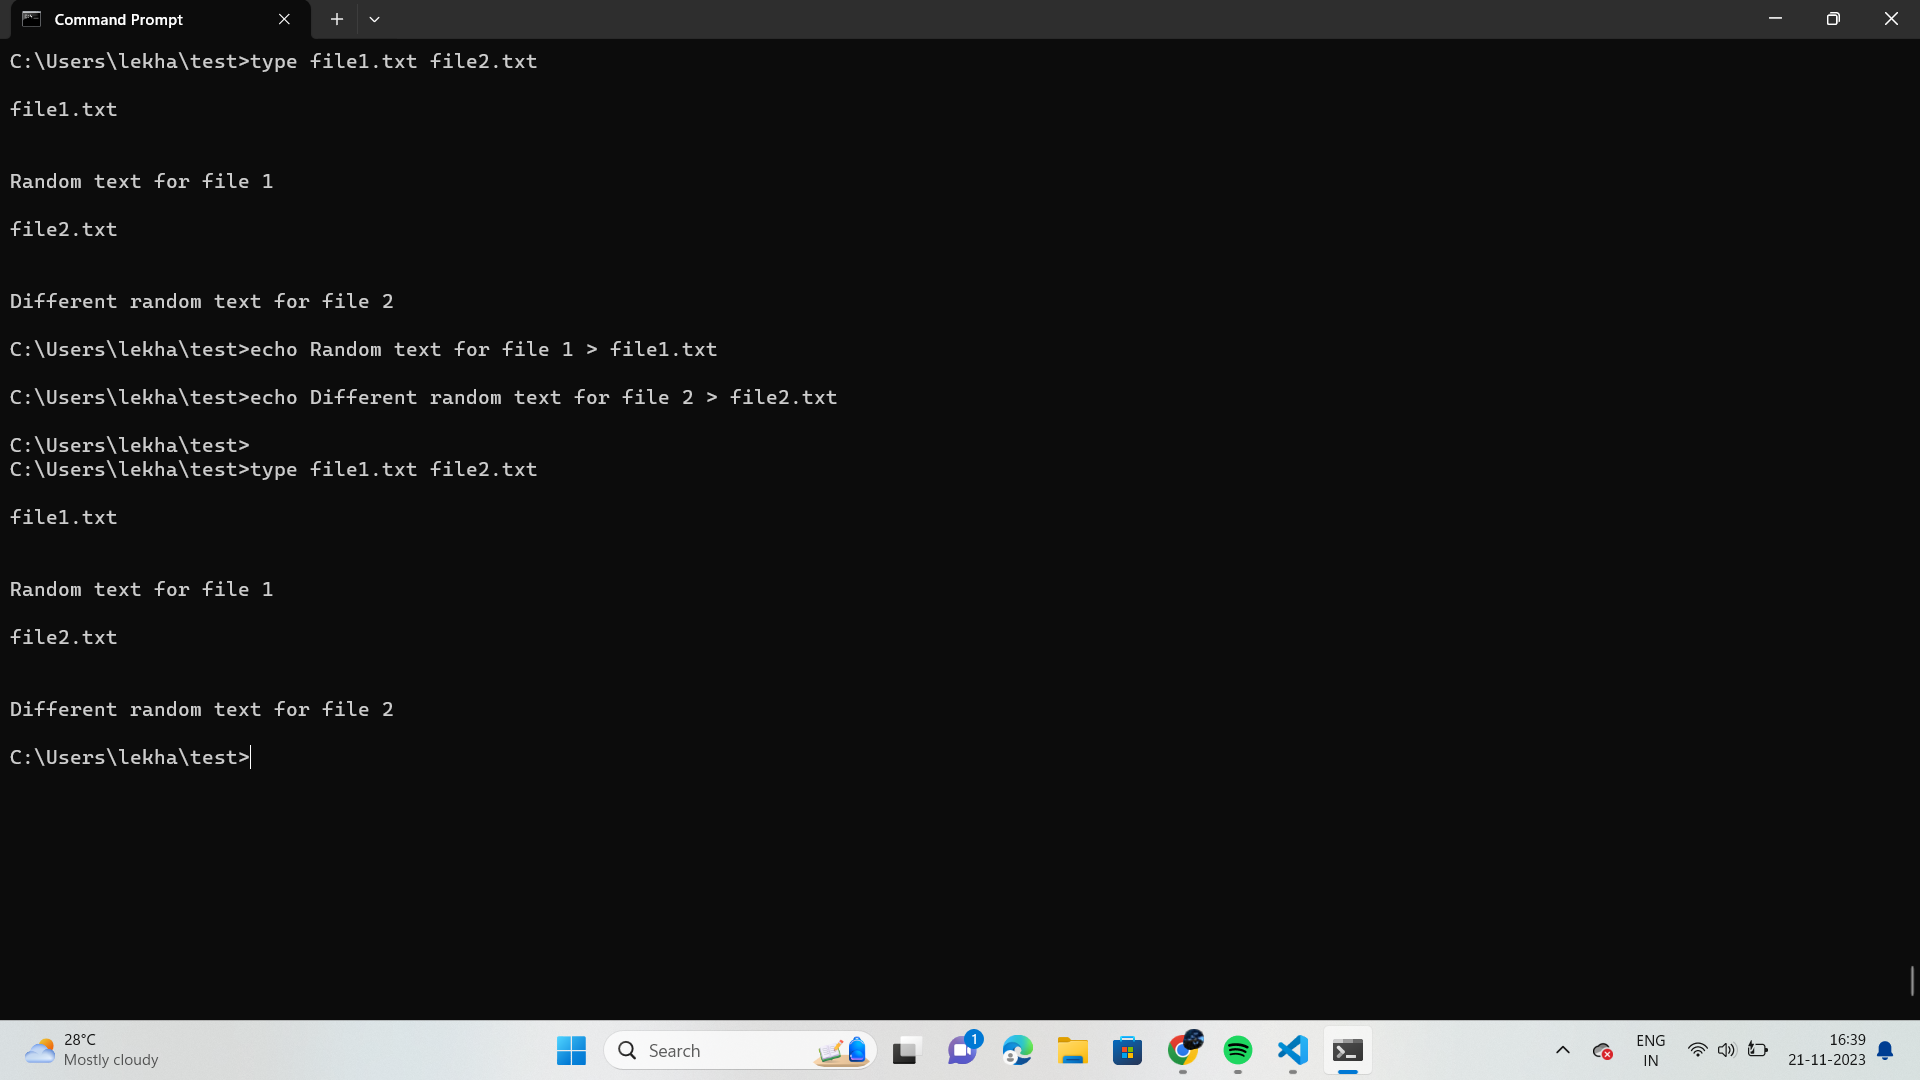 Command Prompt
C:\Users\lekha\test>type file1.txt file2.txt
file1.txt
Random text for file 1
file2.txt
Different random text for file 2
C:\Users\lekha\test>echo Random text for file 1 > file1.txt
C:\Users\lekha\test>echo Different random text for file 2 > file2.txt
C:\Users\lekha\test>
C:\Users\lekha\test>type file1.txt file2.txt
file1.txt
Random text for file 1
file2.txt
Different random text for file 2
C:\Users\lekha\test>
28°C
Mostly cloudy
Search
1
ENG
IN
16:39
21-11-2023